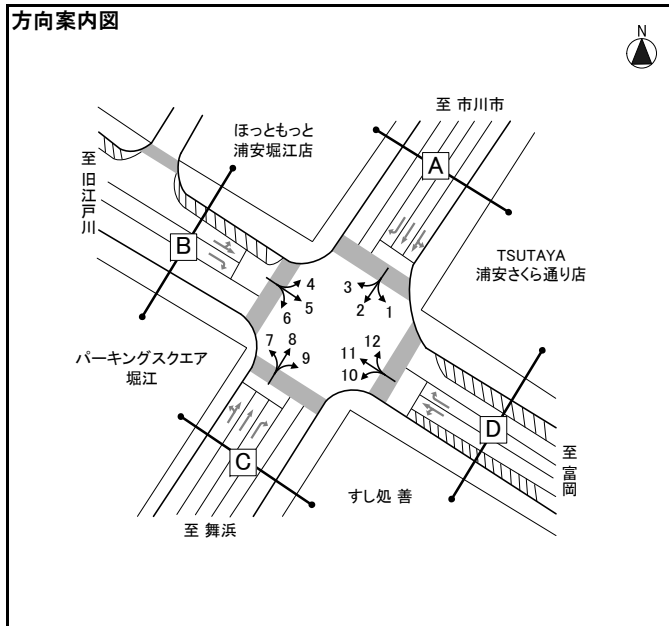 方向案内図
N
至 市川市
ほっともっと
浦安堀江店
至
旧
江
戸
川
A
B
TSUTAYA
浦安さくら通り店
3
2
1
4
5
6
7
8
9
12
11
10
パーキングスクエア
堀江
C
D
至
富
岡
すし処 善
至 舞浜